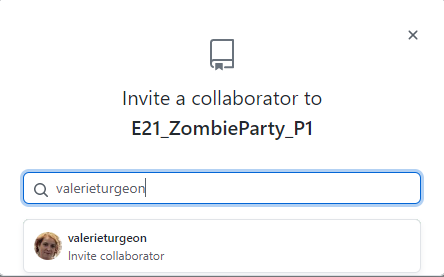 Invite a collaborator to
E21_ZombieParty_P1
valerieturgeon
valerieturgeon
Invite collaborator